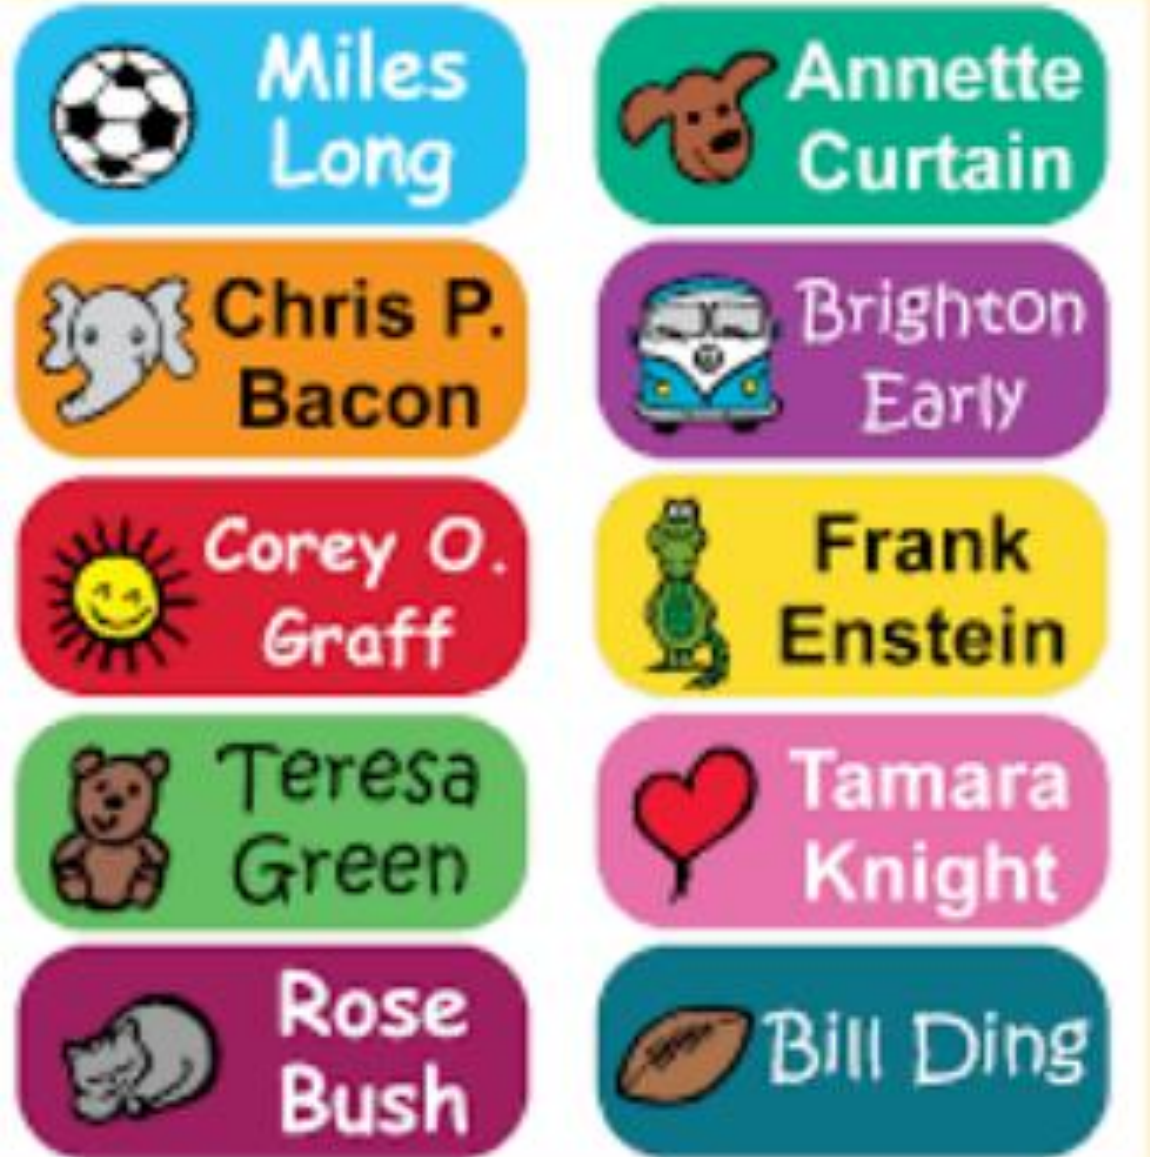 Miles
Long
Annette
Curtain
Chris P.
Bacon
Brighton
Early
Corey O.
Graff
Frank
Enstein
Teresa
Green
Tamara
Knight
Rose
Bush
Bill Ding